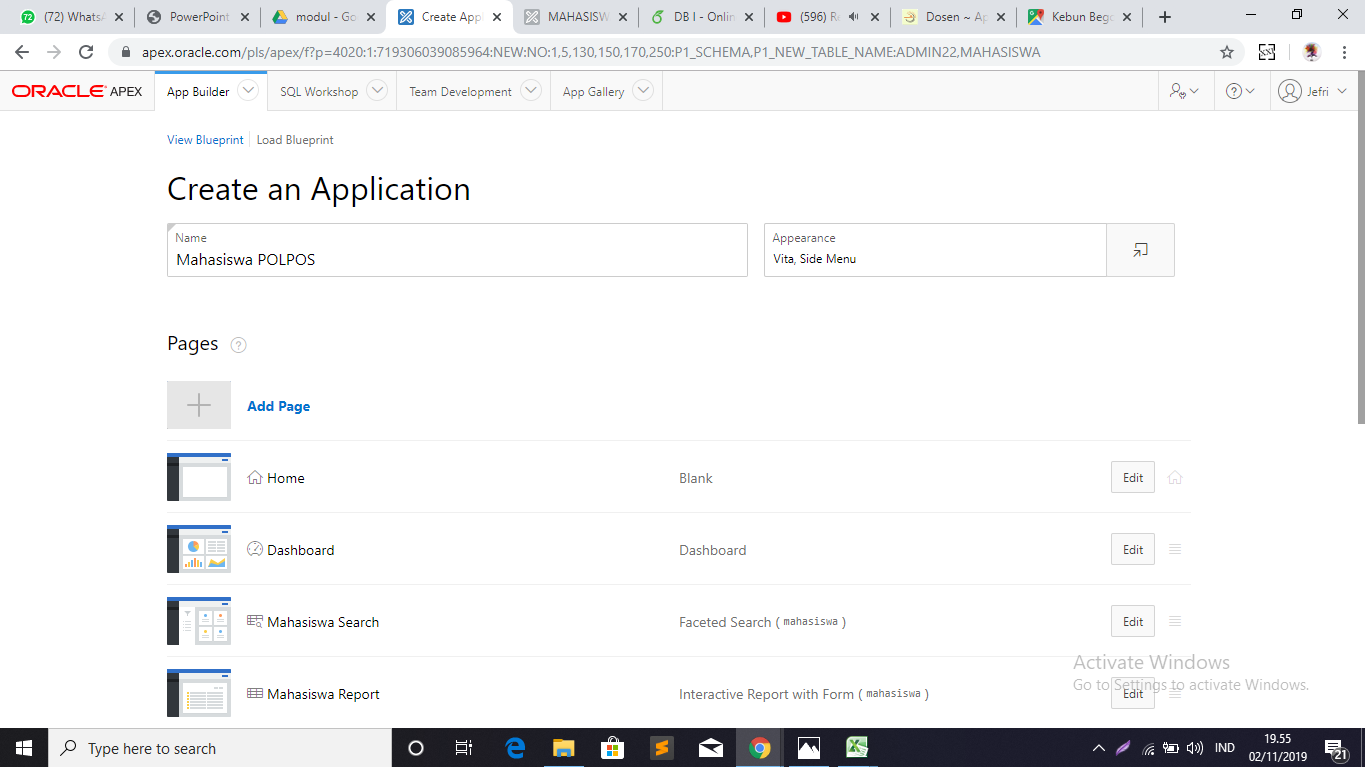 (72) Whats
PowerPoint
modul - Go
Create App
MAHASISW
DB I - Onlin
(596) R
Dosen ~ Ap
Kebun Beg
apex.oracle.com/pls/apex/f?p=4020:1:719306039085964:NEW:NO:1,5,130,150,170,250:P1_SCHEMA,P1_NEW_TABLE_NAME:ADMIN22,MAHASISWA
ORACLE APEX
App Builder
SQL Workshop
Team Development
App Gallery
Jefri
View Blueprint
Load Blueprint
Create an Application
Name
Mahasiswa POLPOS
Appearance
Vita, Side Menu
Pages ?
Add Page
Home Blank Edit
Dashboard Dashboard Edit
Mahasiswa Search Faceted Search ( mahasiswa ) Edit
Mahasiswa Report Interactive Report with Form ( mahasiswa ) Edit
Activate Windows
Go to Settings to activate Windows.
Type here to search
IND
19.55
02/11/2019
21